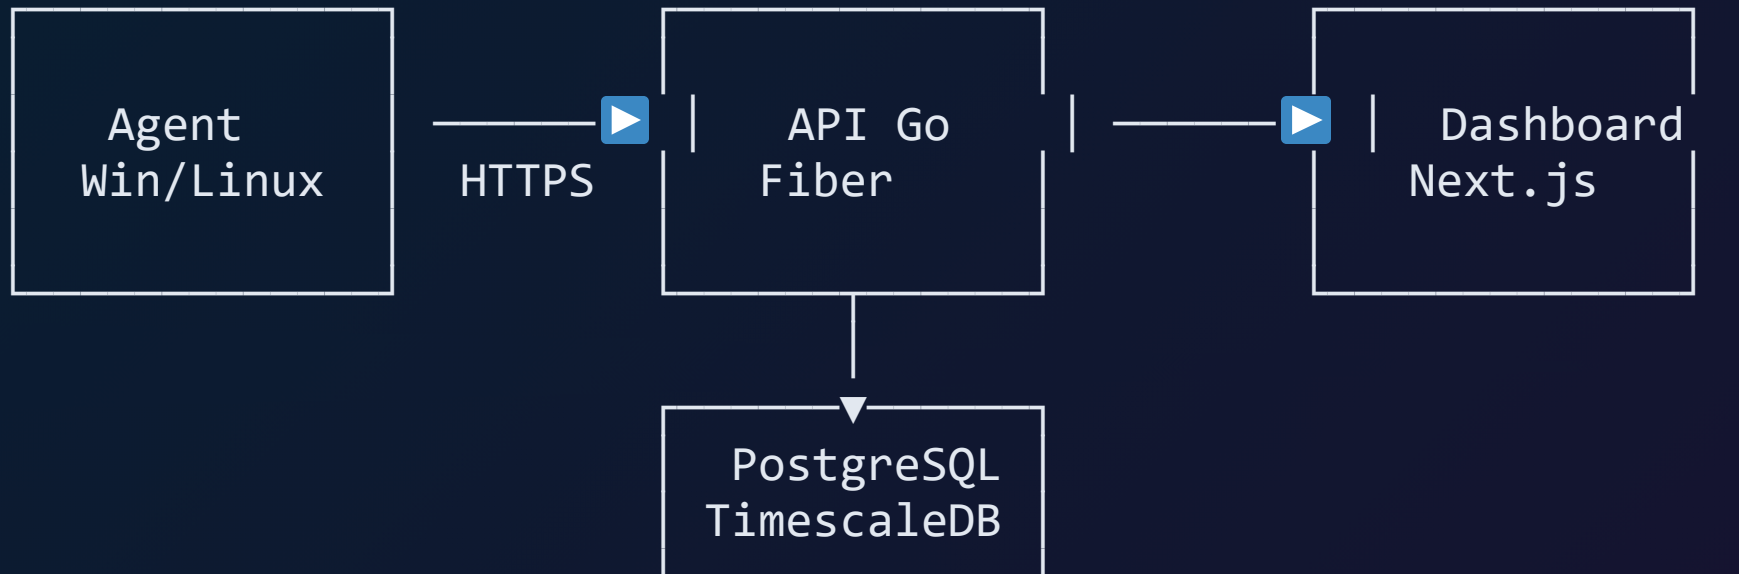 Agent
Win/Linux
HTTPS
API Go
Fiber
Dashboard
Next.js
PostgreSQL
TimescaleDB